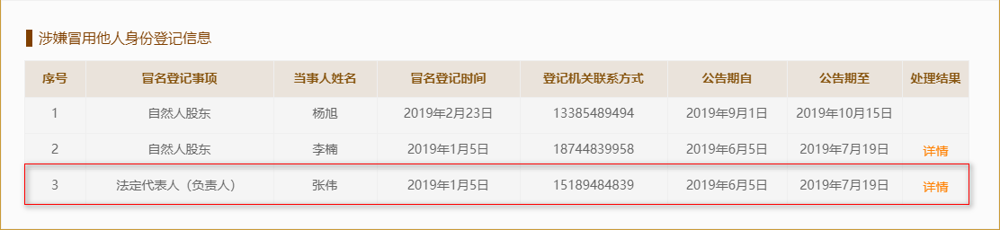 涉嫌冒用他人身份登记信息
序号 冒名登记事项 当事人姓名 冒名登记时间 登记机关联系方式 公告期自 公告期至 处理结果
1 自然人股东 杨旭 2019年2月23日 13385489494 2019年9月1日 2019年10月15日
2 自然人股东 李楠 2019年1月5日 18744839958 2019年6月5日 2019年7月19日 详情
3 法定代表人（负责人） 张伟 2019年1月5日 15189484839 2019年6月5日 2019年7月19日 详情